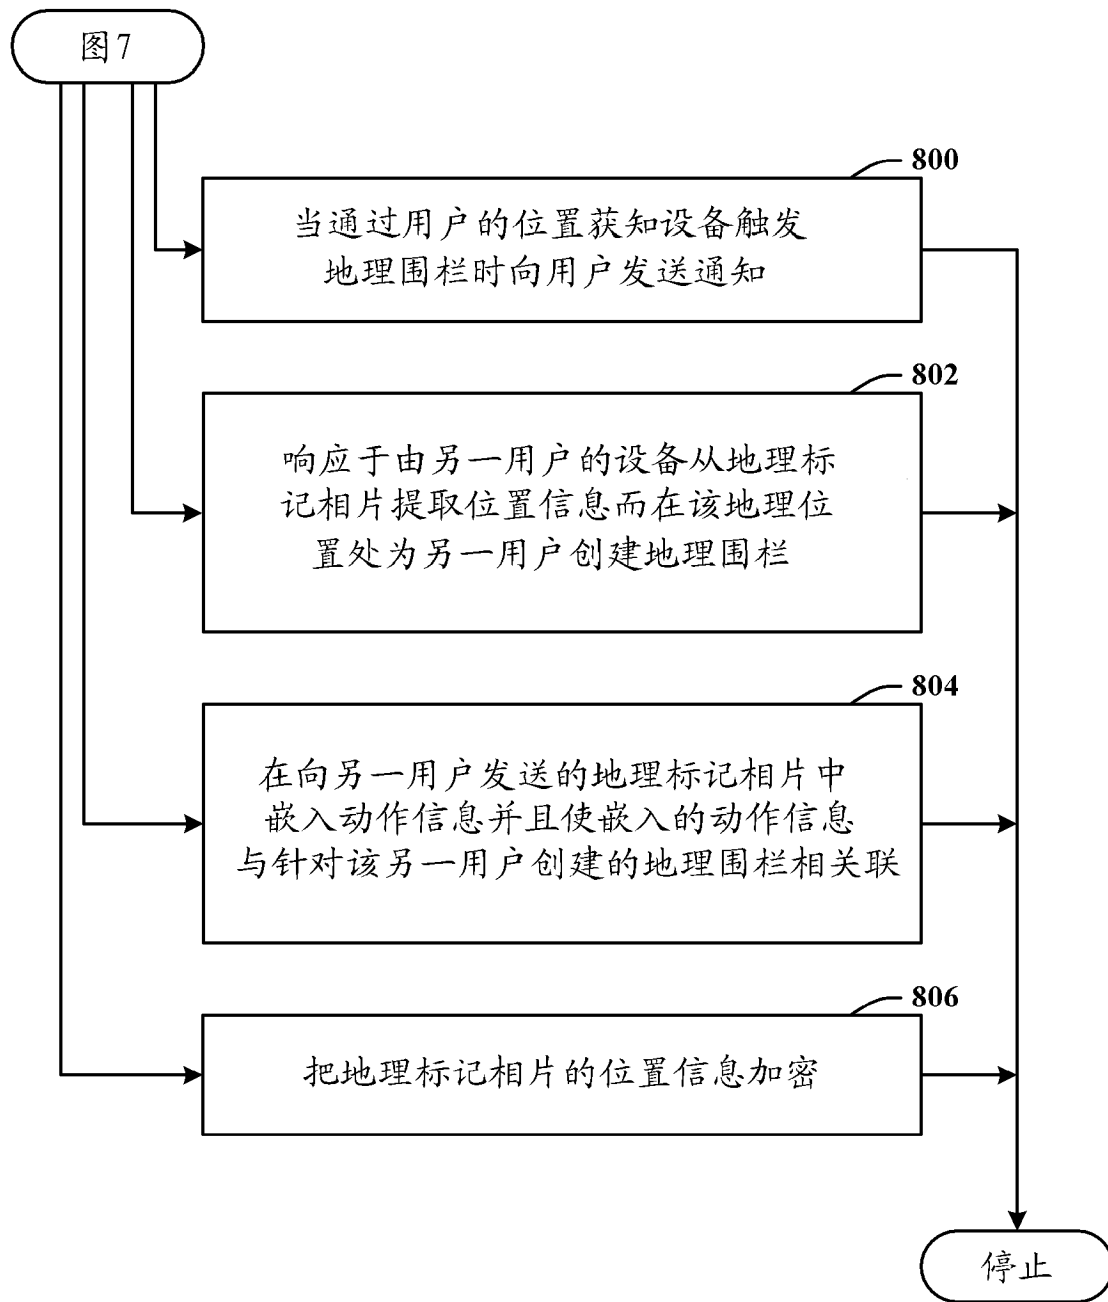 图7
800
当通过用户的位置获知设备触发
地理围栏时向用户发送通知
802
响应于由另一用户的设备从地理标
记相片提取位置信息而在该地理位
置处为另一用户创建地理围栏
804
在向另一用户发送的地理标记相片中
嵌入动作信息并且使嵌入的动作信息
与针对该另一用户创建的地理围栏相关联
806
把地理标记相片的位置信息加密
停止